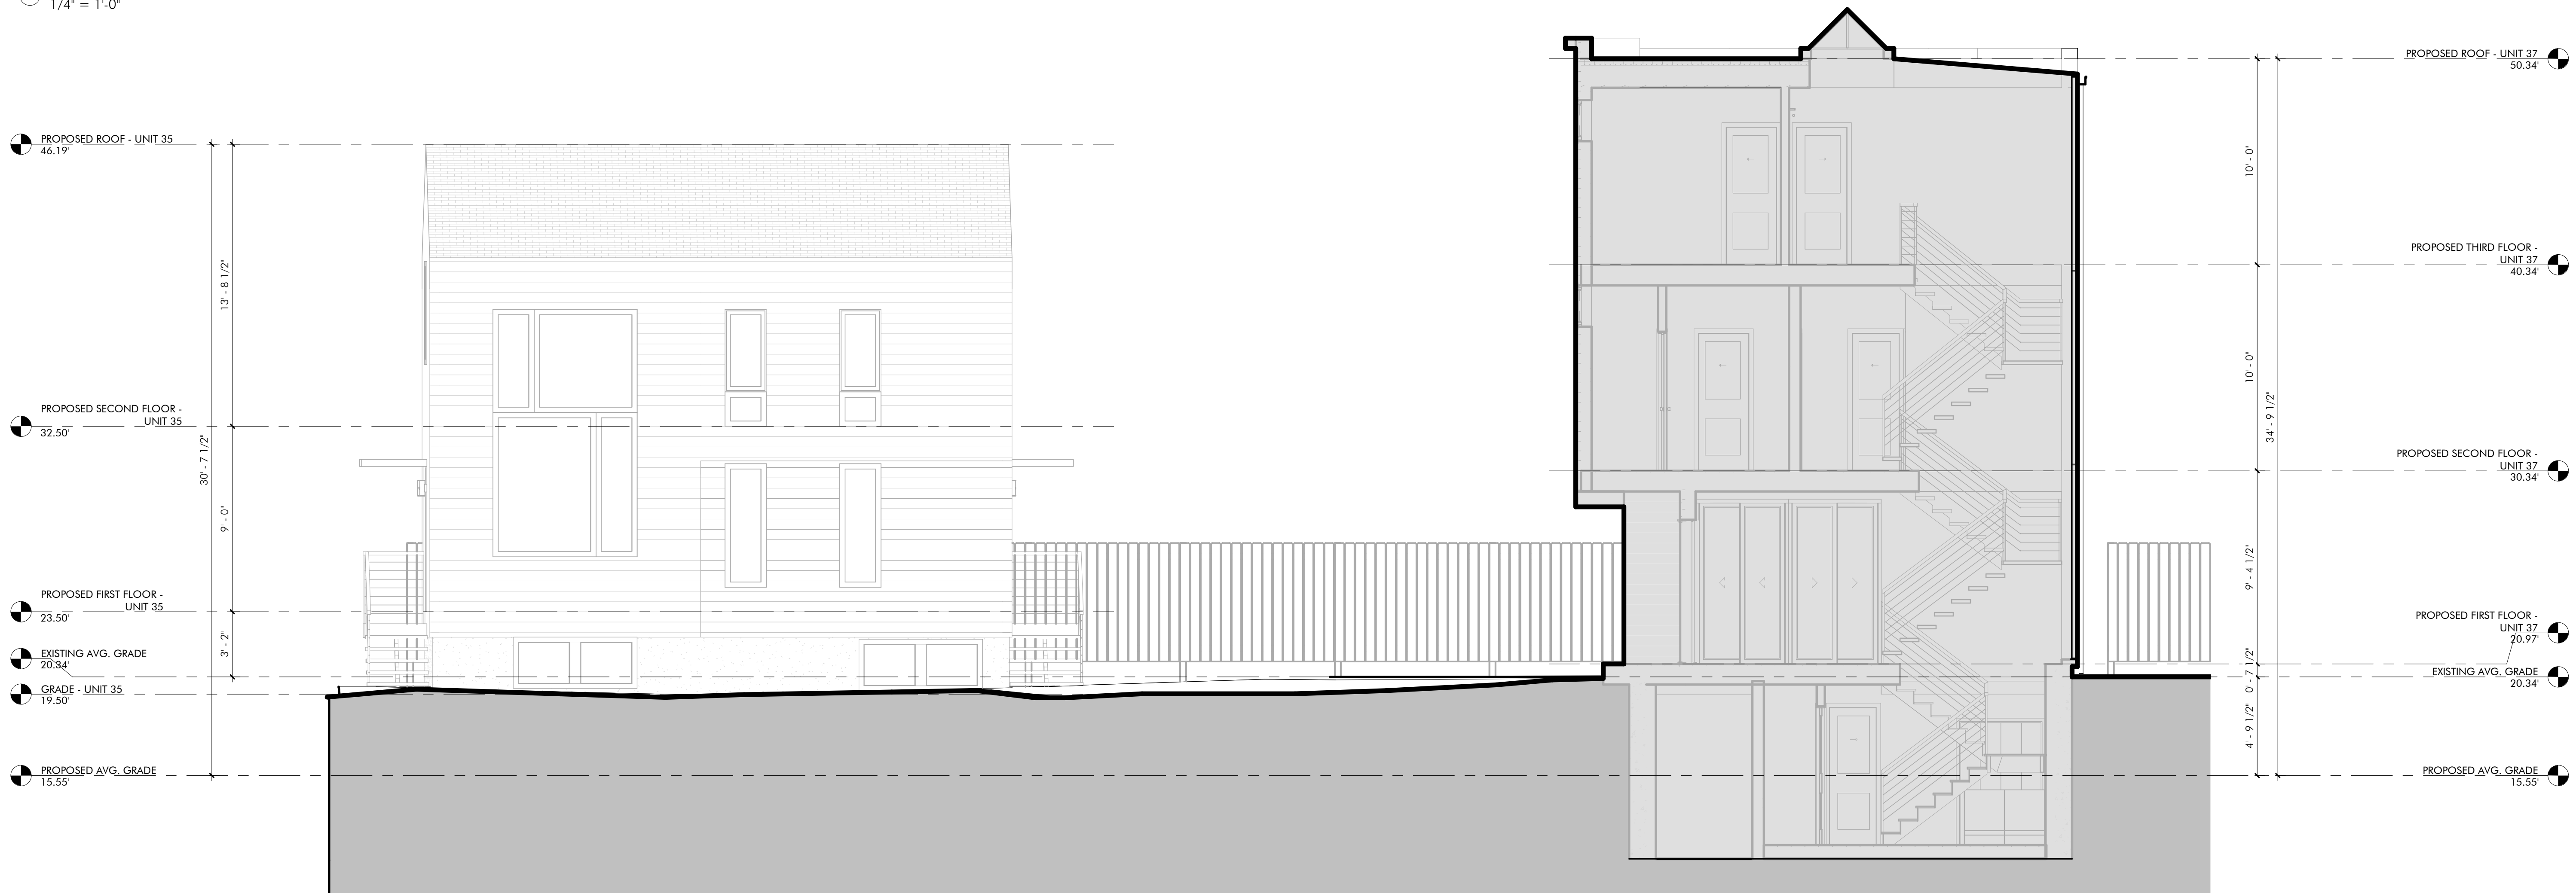 1/4" = 1'-0"
PROPOSED ROOF - UNIT 35
46.19'
PROPOSED SECOND FLOOR -
UNIT 35
32.50'
PROPOSED FIRST FLOOR -
UNIT 35
23.50'
EXISTING AVG. GRADE
20.34'
GRADE - UNIT 35
19.50'
PROPOSED AVG. GRADE
15.55'
13' - 8 1/2"
30' - 7 1/2"
9' - 0"
3' - 2"
10' - 0"
10' - 0"
34' - 9 1/2"
9' - 4 1/2"
0' - 7 1/2"
4' - 9 1/2"
PROPOSED ROOF - UNIT 37
50.34'
PROPOSED THIRD FLOOR -
UNIT 37
40.34'
PROPOSED SECOND FLOOR -
UNIT 37
30.34'
PROPOSED FIRST FLOOR -
UNIT 37
20.97'
EXISTING AVG. GRADE
20.34'
PROPOSED AVG. GRADE
15.55'